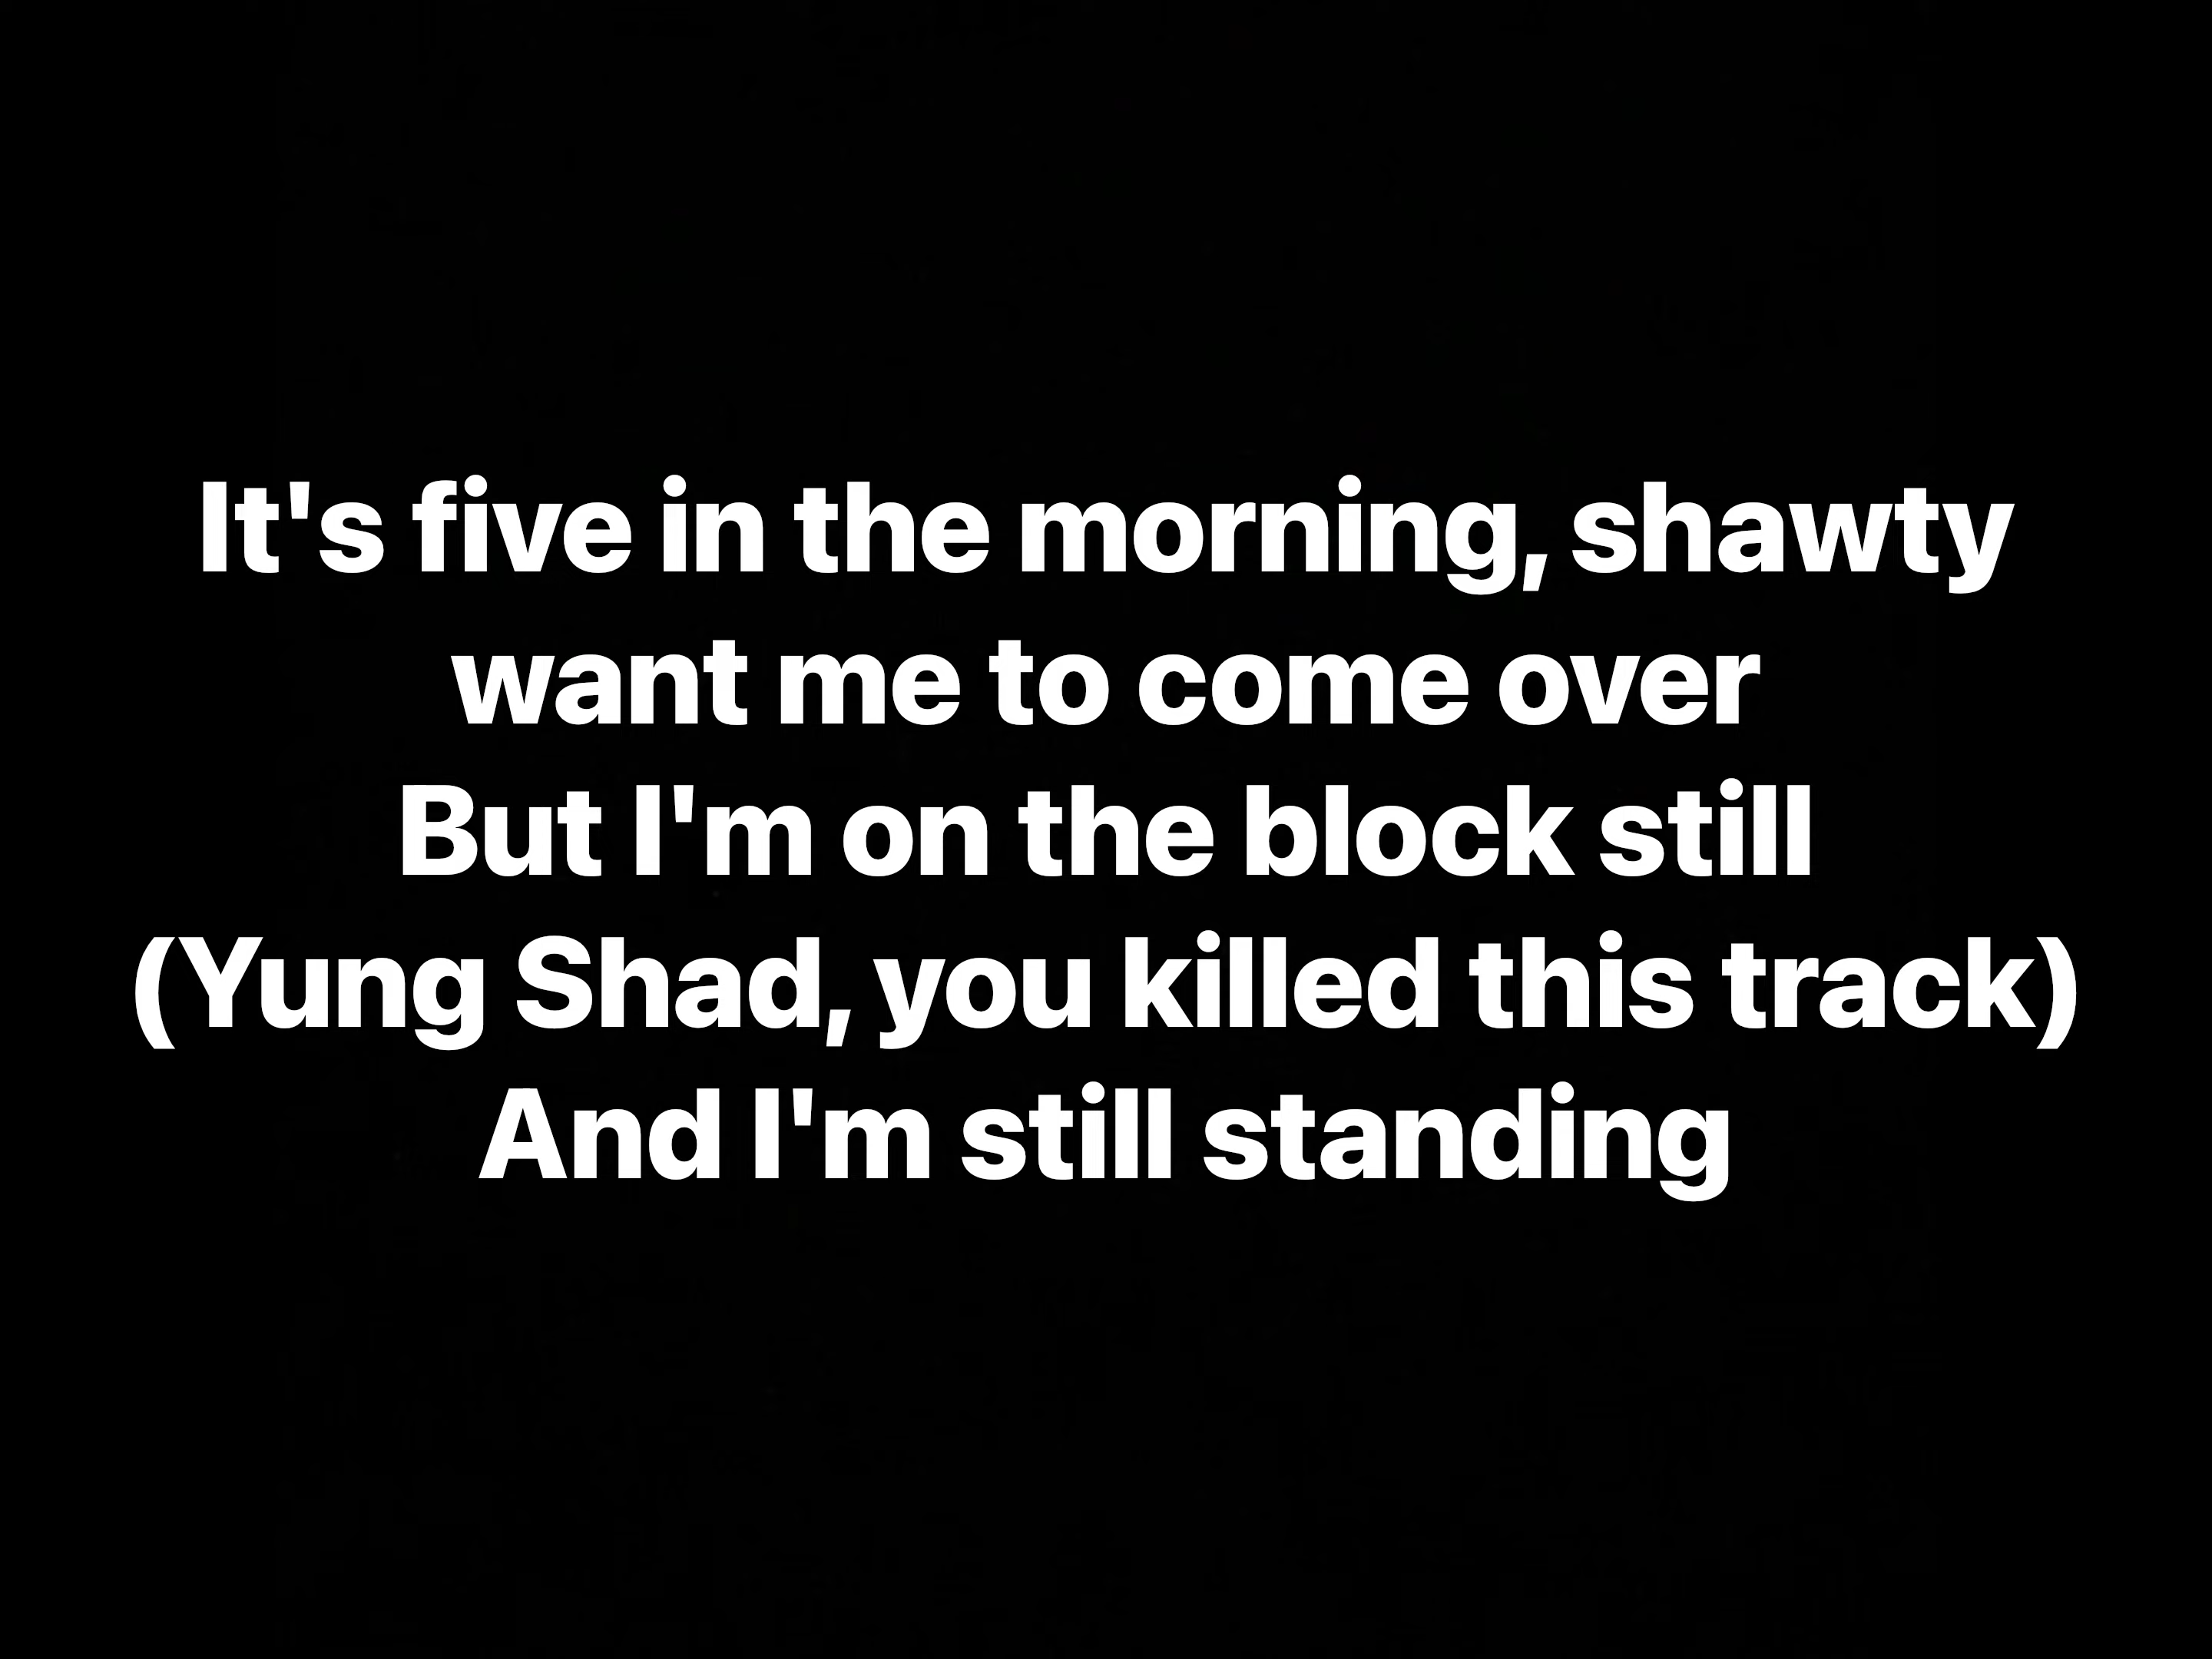 It's five in the morning, shawty
want me to come over
But I'm on the block still
(Yung Shad, you killed this track)
And I'm still standing